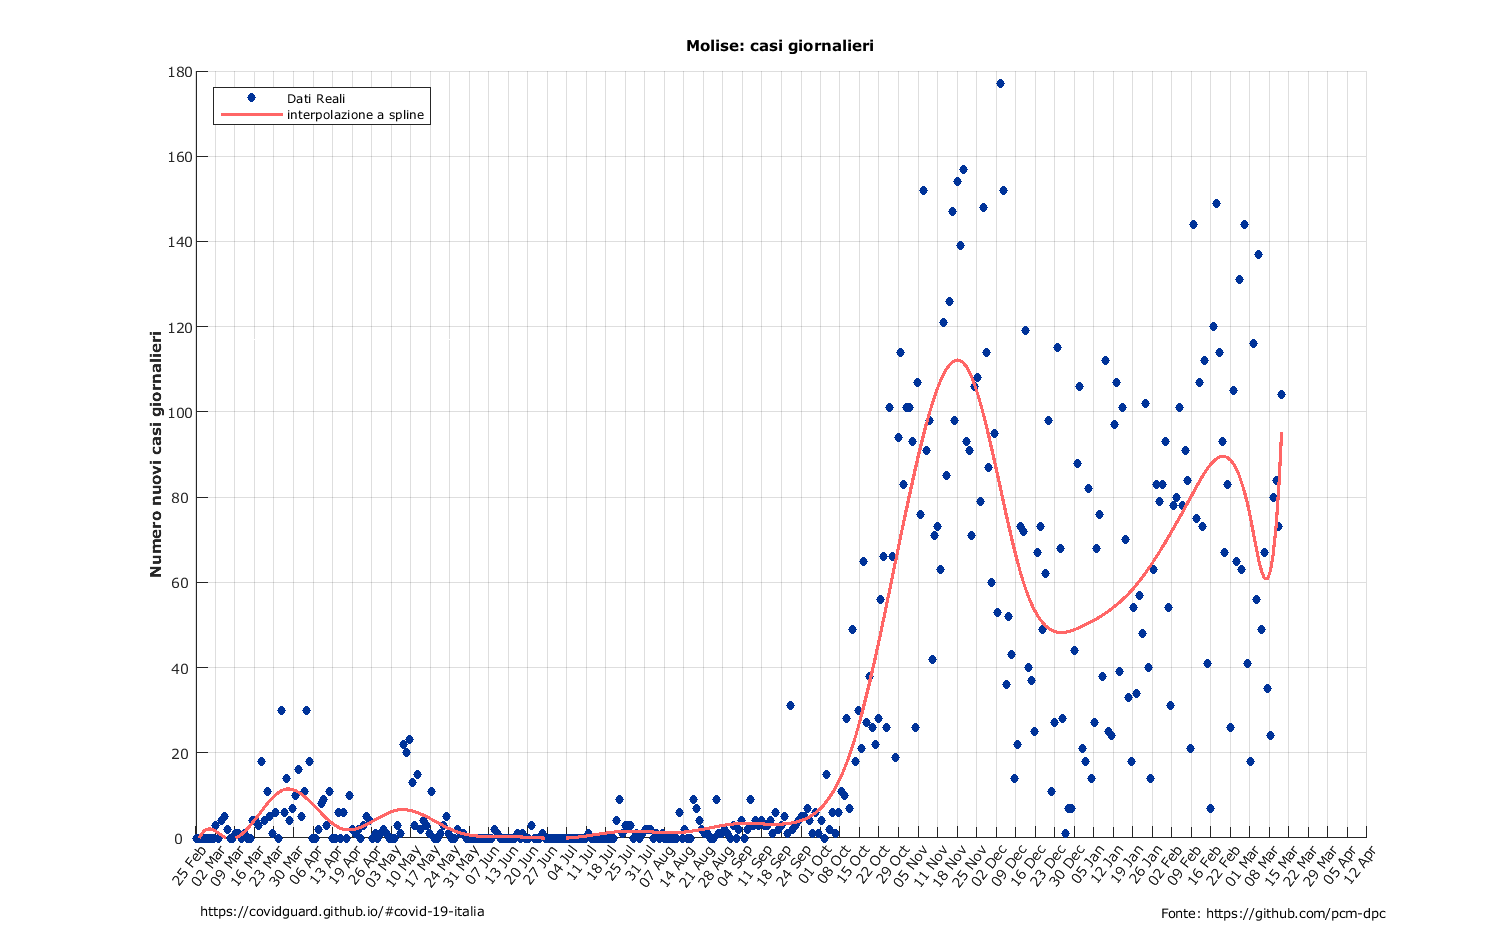 Molise: casi giornalieri
Dati Reali
interpolazione a spline
Numero nuovi casi giornalieri
180
160
140
120
100
80
60
40
20
0
25 Feb
02 Mar
09 Mar
16 Mar
23 Mar
30 Mar
06 Apr
13 Apr
19 Apr
26 Apr
03 May
10 May
17 May
24 May
31 May
07 Jun
13 Jun
20 Jun
27 Jun
04 Jul
11 Jul
18 Jul
25 Jul
31 Jul
07 Aug
14 Aug
21 Aug
28 Aug
04 Sep
11 Sep
18 Sep
24 Sep
01 Oct
08 Oct
15 Oct
22 Oct
29 Oct
05 Nov
11 Nov
18 Nov
25 Nov
02 Dec
09 Dec
16 Dec
23 Dec
30 Dec
05 Jan
12 Jan
19 Jan
26 Jan
02 Feb
09 Feb
16 Feb
22 Feb
01 Mar
08 Mar
15 Mar
22 Mar
29 Mar
05 Apr
12 Apr
https://covidguard.github.io/#covid-19-italia
Fonte: https://github.com/pcm-dpc